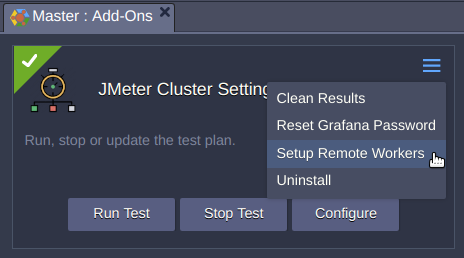 Master : Add-Ons
JMeter Cluster Setting
Clean Results
Reset Grafana Password
Run, stop or update the test plan.
Setup Remote Workers
Uninstall
Run Test
Stop Test
Configure